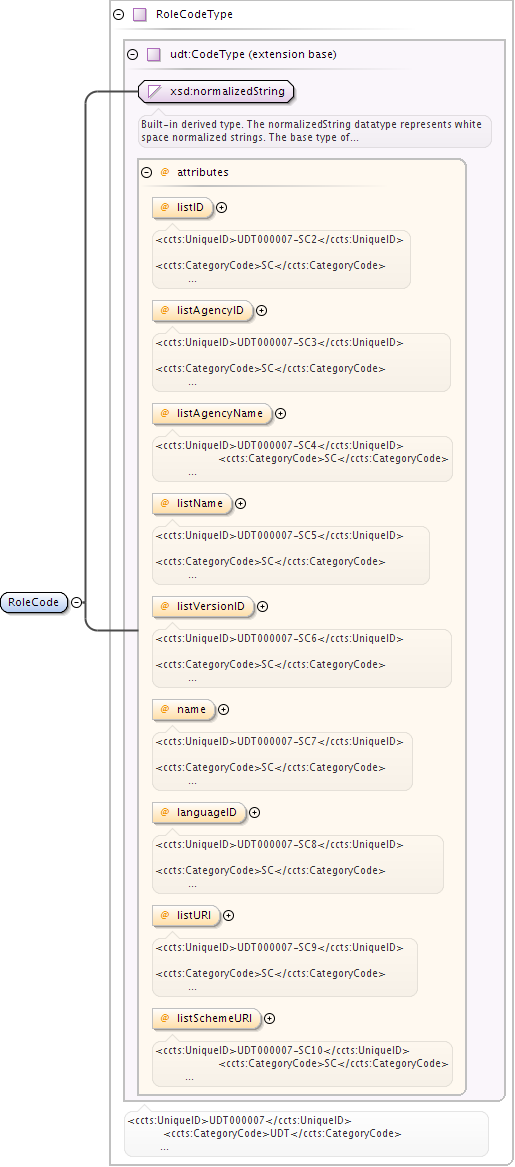 RoleCodeType
udt:CodeType (extension base)
xsd:normalizedString
Built-in derived type. The normalizedString datatype represents white
space normalized strings. The base type of...
@ attributes
@ listID
<ccts:UniqueID>UDT000007-SC2</ccts:UniqueID>
<ccts:CategoryCode>SC</ccts:CategoryCode>
...
@ listAgencyID
<ccts:UniqueID>UDT000007-SC3</ccts:UniqueID>
<ccts:CategoryCode>SC</ccts:CategoryCode>
...
@ listAgencyName
<ccts:UniqueID>UDT000007-SC4</ccts:UniqueID>
<ccts:CategoryCode>SC</ccts:CategoryCode>
...
@ listName
<ccts:UniqueID>UDT000007-SC5</ccts:UniqueID>
<ccts:CategoryCode>SC</ccts:CategoryCode>
...
RoleCode
@ listVersionID
<ccts:UniqueID>UDT000007-SC6</ccts:UniqueID>
<ccts:CategoryCode>SC</ccts:CategoryCode>
...
@ name
<ccts:UniqueID>UDT000007-SC7</ccts:UniqueID>
<ccts:CategoryCode>SC</ccts:CategoryCode>
...
@ languageID
<ccts:UniqueID>UDT000007-SC8</ccts:UniqueID>
<ccts:CategoryCode>SC</ccts:CategoryCode>
...
@ listURI
<ccts:UniqueID>UDT000007-SC9</ccts:UniqueID>
<ccts:CategoryCode>SC</ccts:CategoryCode>
...
@ listSchemeURI
<ccts:UniqueID>UDT000007-SC10</ccts:UniqueID>
<ccts:CategoryCode>SC</ccts:CategoryCode>
...
<ccts:UniqueID>UDT000007</ccts:UniqueID>
<ccts:CategoryCode>UDT</ccts:CategoryCode>
...